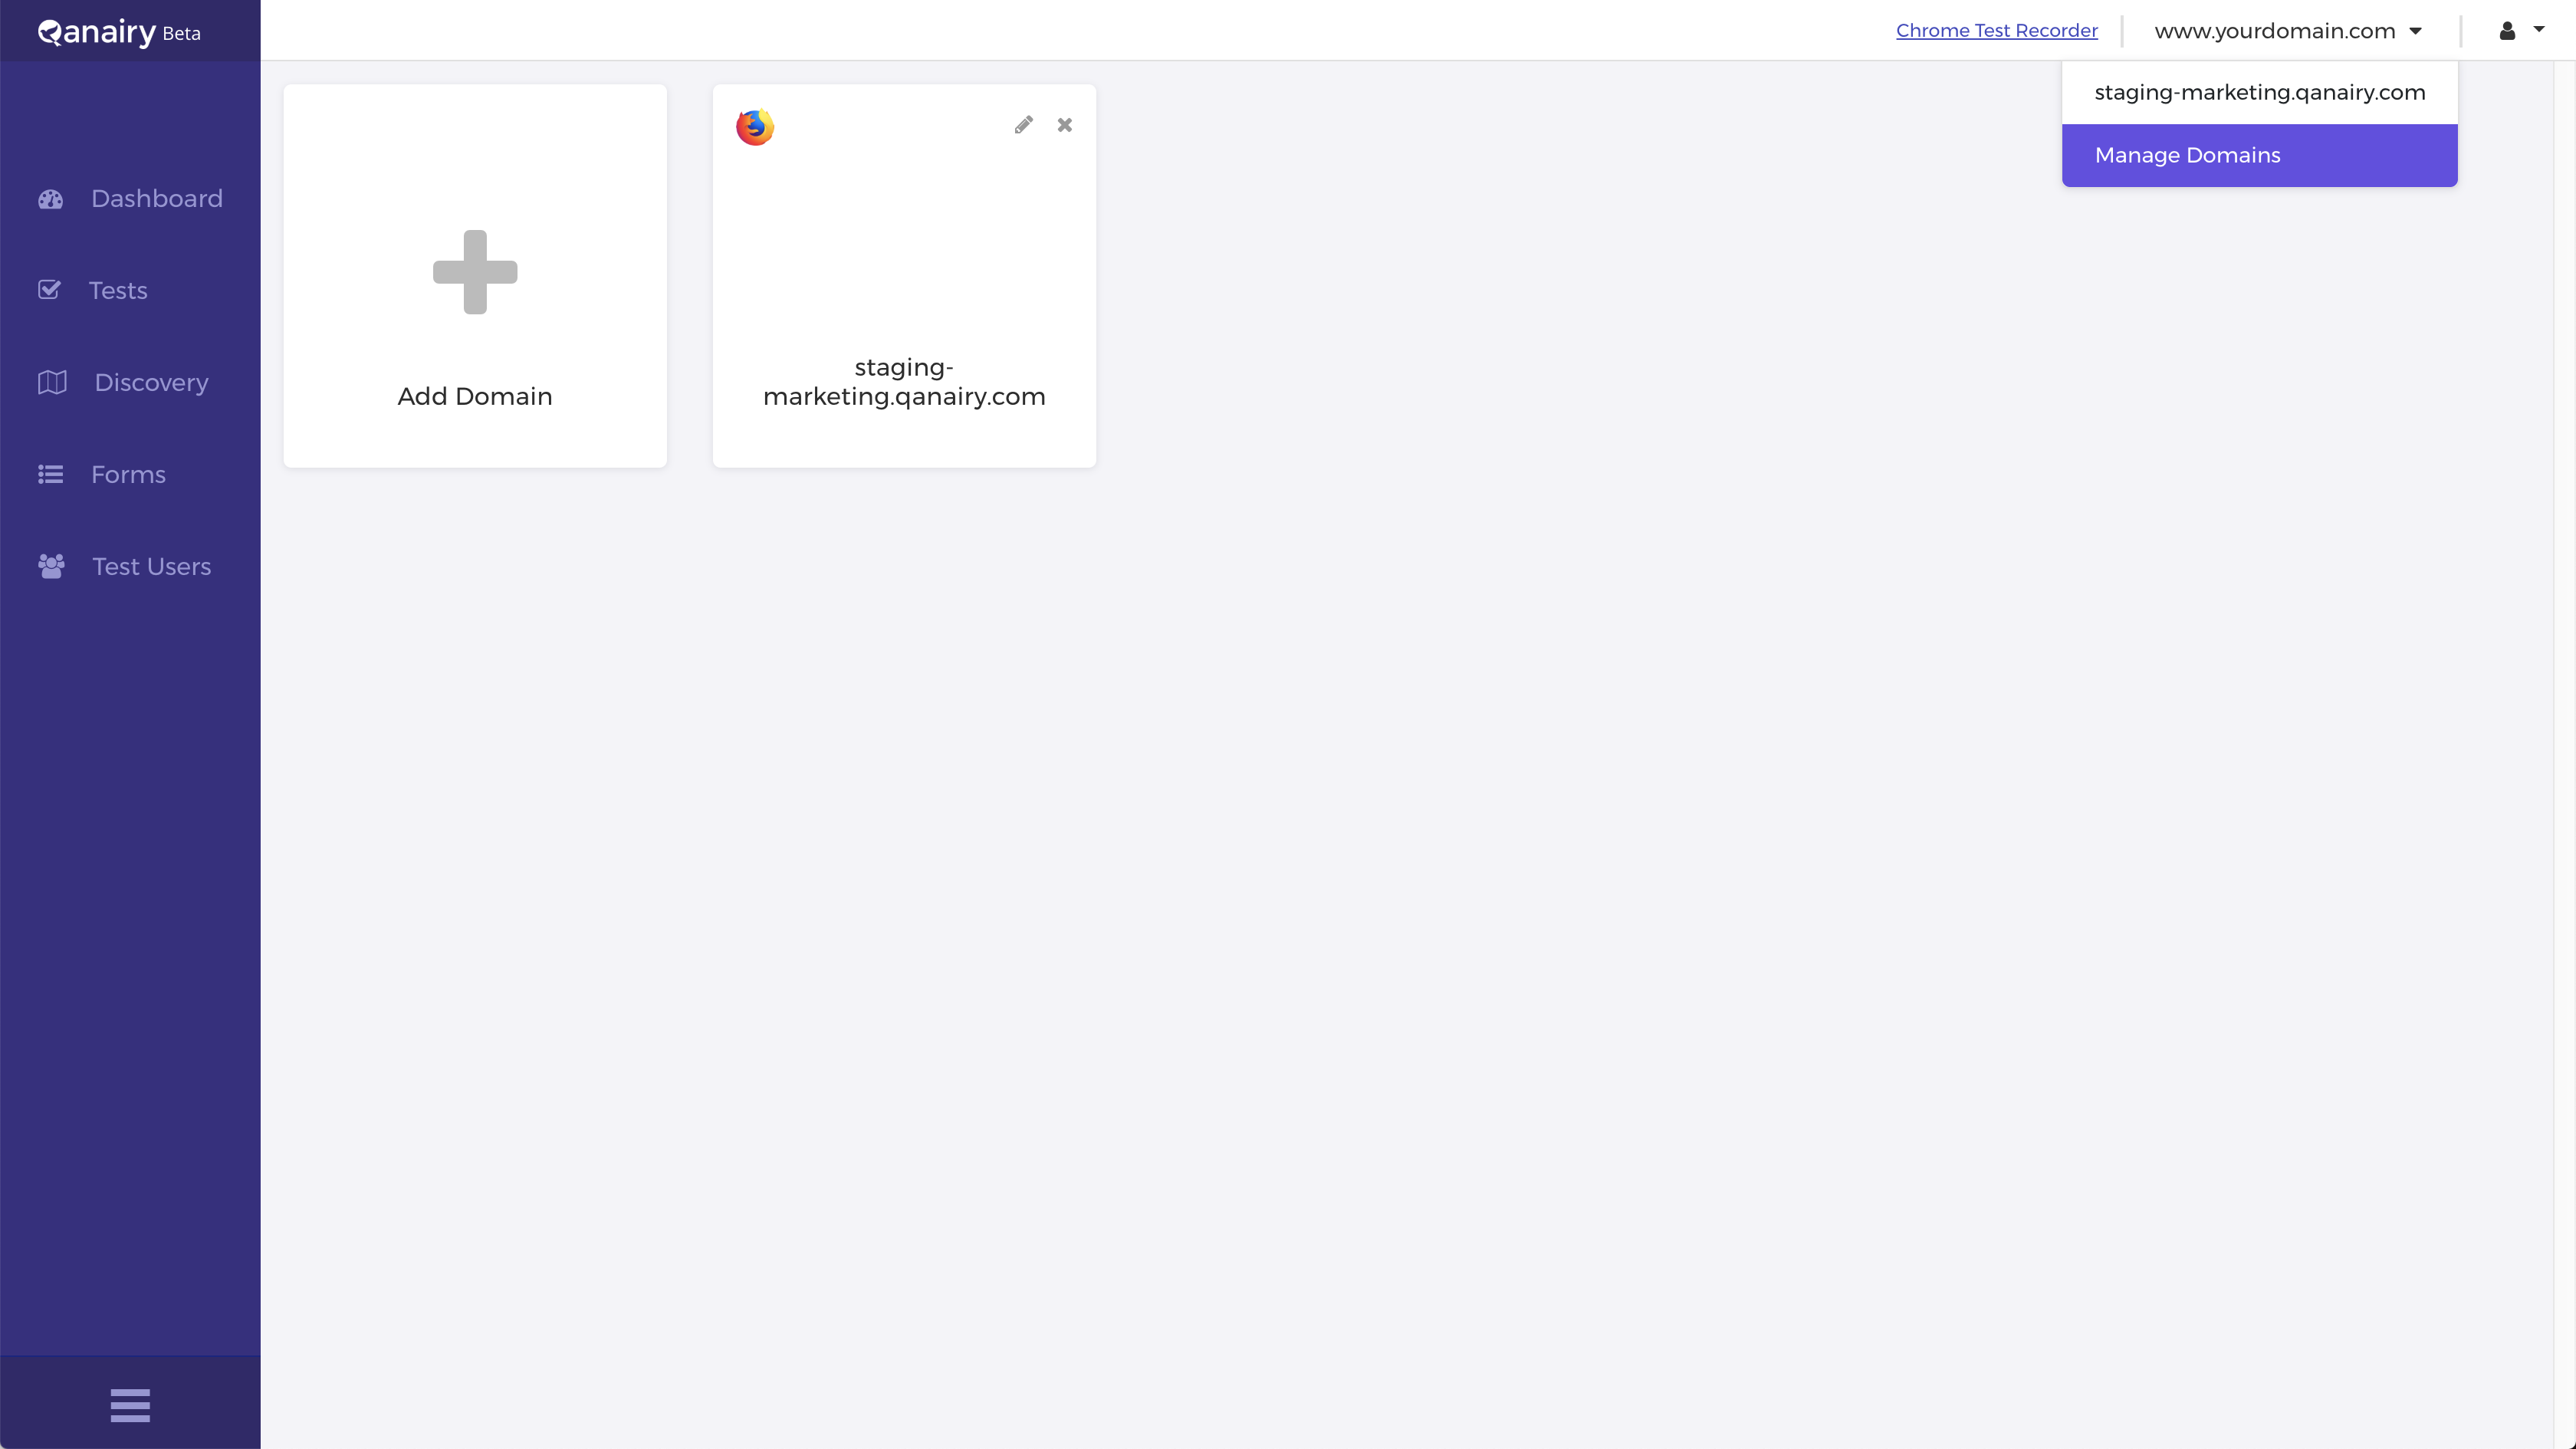 Qanairy Beta
Chrome Test Recorder
www.yourdomain.com
staging-marketing.qanairy.com
Manage Domains
Dashboard
Tests
Discovery
Forms
Test Users
Add Domain
staging-
marketing.qanairy.com